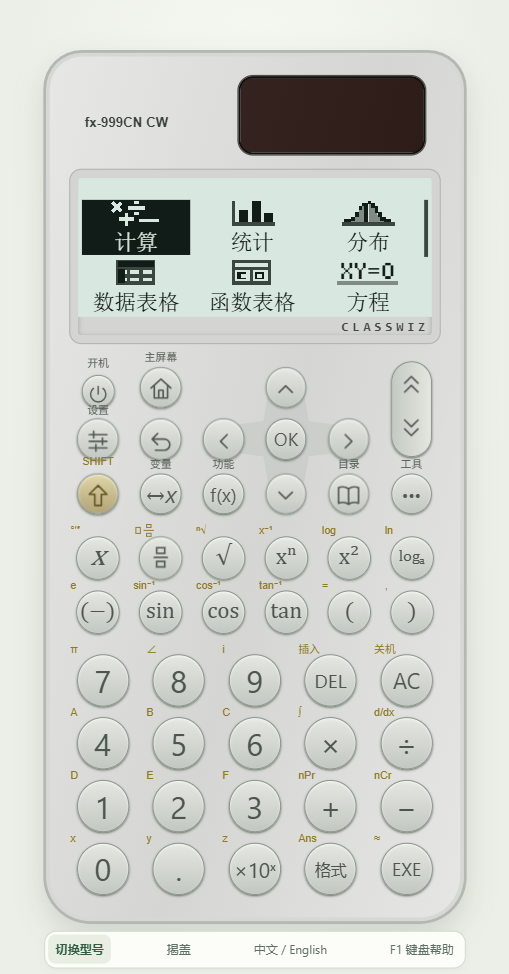 fx-999CN CW
计算 统计 分布
数据表格 函数表格 XY=0 方程
CLASSWIZ
开机 主屏幕
设置 OK
SHIFT 变量 功能 目录 工具
x f(x)
°'" ⁿ√ x⁻¹ log ln
x √ xⁿ x² logₐ
e sin⁻¹ cos⁻¹ tan⁻¹ = ,
(−) sin cos tan ( )
π ∠ i 插入 关机
7 8 9 DEL AC
A B C ∫ d/dx
4 5 6 × ÷
D E F nPr nCr
1 2 3 + −
x y z Ans ≈
0 . ×10ˣ 格式 EXE
切换型号 揭盖 中文 / English F1 键盘帮助